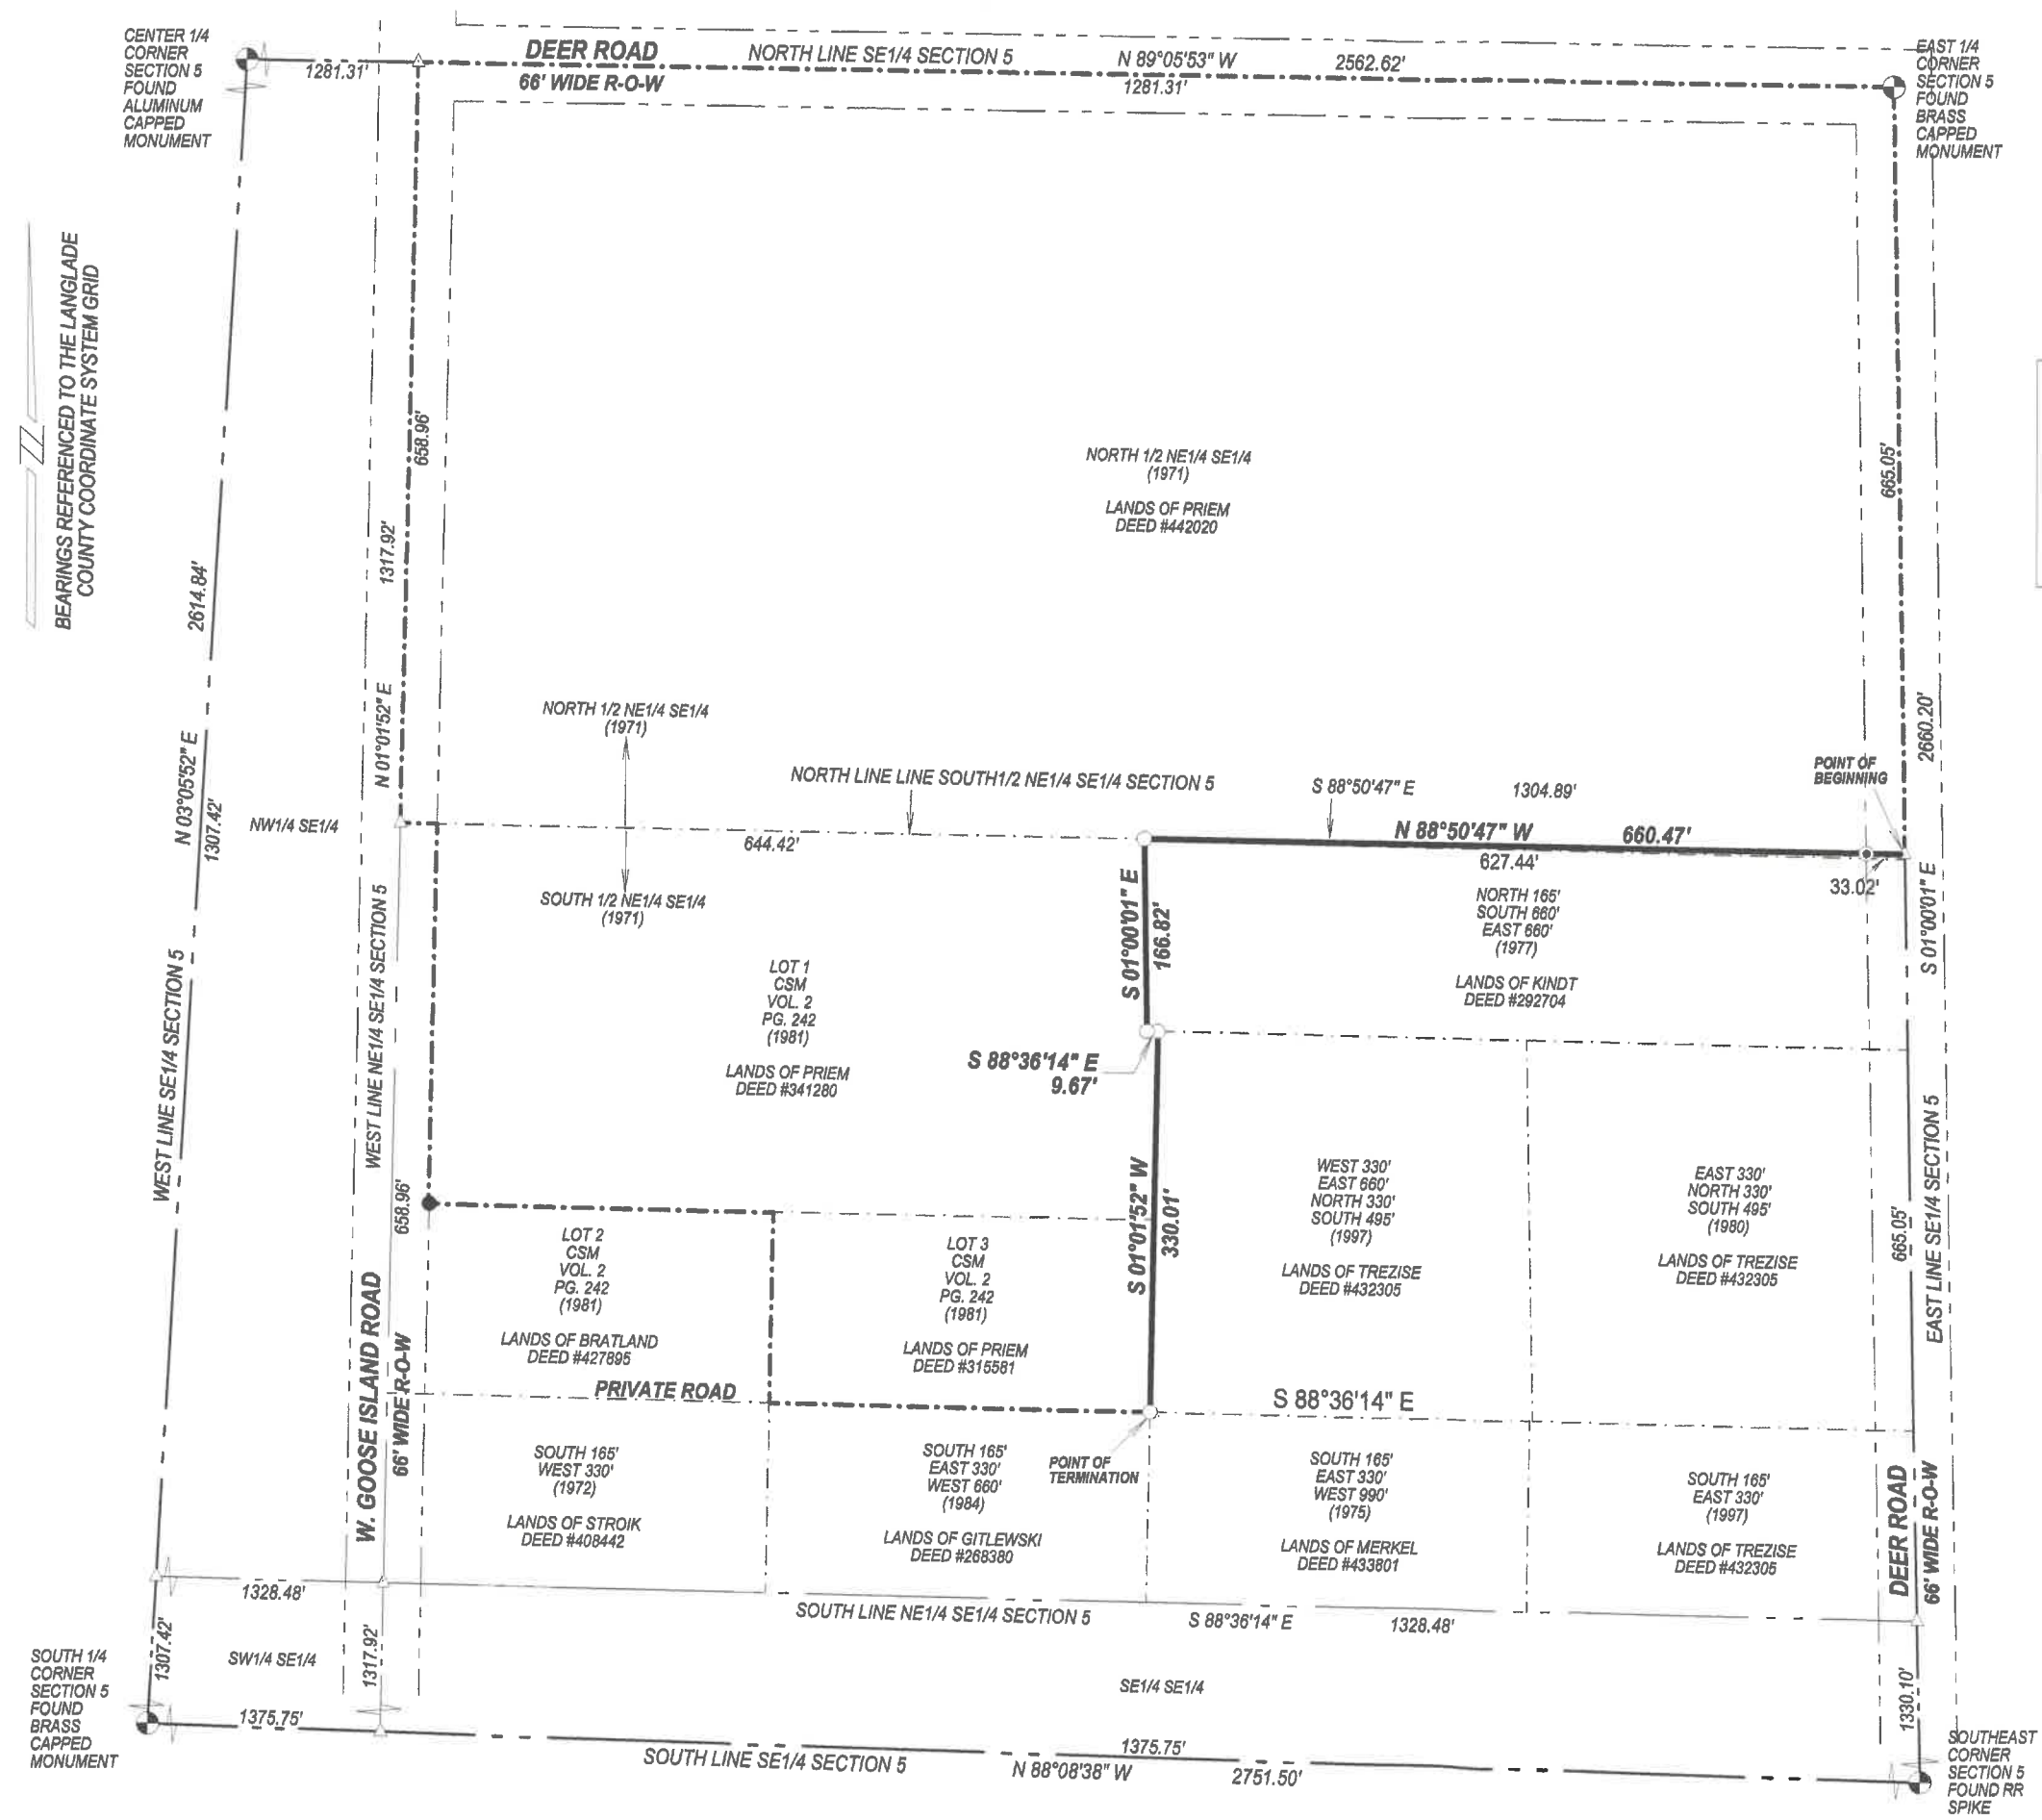 CENTER 1/4
CORNER
SECTION 5
FOUND
ALUMINUM
CAPPED
MONUMENT
1281.31'
DEER ROAD
66' WIDE R-O-W
NORTH LINE SE1/4 SECTION 5
N 89°05'53" W
2562.62'
1281.31'
EAST 1/4
CORNER
SECTION 5
FOUND
BRASS
CAPPED
MONUMENT
N
BEARINGS REFERENCED TO THE LANGLADE
COUNTY COORDINATE SYSTEM GRID
2614.84'
N 03°05'52" E
1307.42'
WEST LINE SE1/4 SECTION 5
658.96'
1317.92'
N 01°01'52" E
NORTH 1/2 NE1/4 SE1/4
(1971)
LANDS OF PRIEM
DEED #442020
665.05'
2660.20'
NORTH 1/2 NE1/4 SE1/4
(1971)
NORTH LINE LINE SOUTH1/2 NE1/4 SE1/4 SECTION 5
S 88°50'47" E
1304.89'
POINT OF
BEGINNING
NW1/4 SE1/4
644.42'
N 88°50'47" W
660.47'
627.44'
33.02'
SOUTH 1/2 NE1/4 SE1/4
(1971)
WEST LINE NE1/4 SE1/4 SECTION 5
S 01°00'01" E
166.82'
NORTH 165'
SOUTH 660'
EAST 660'
(1977)
LANDS OF KINDT
DEED #292704
S 01°00'01" E
LOT 1
CSM
VOL. 2
PG. 242
(1981)
LANDS OF PRIEM
DEED #341280
S 88°36'14" E
9.67'
WEST 330'
EAST 660'
NORTH 330'
SOUTH 495'
(1997)
LANDS OF TREZISE
DEED #432305
EAST 330'
NORTH 330'
SOUTH 495'
(1980)
LANDS OF TREZISE
DEED #432305
EAST LINE SE1/4 SECTION 5
665.05'
658.96'
S 01°01'52" W
330.01'
LOT 2
CSM
VOL. 2
PG. 242
(1981)
LANDS OF BRATLAND
DEED #427895
LOT 3
CSM
VOL. 2
PG. 242
(1981)
LANDS OF PRIEM
DEED #315581
W. GOOSE ISLAND ROAD
66' WIDE R-O-W
PRIVATE ROAD
S 88°36'14" E
POINT OF
TERMINATION
SOUTH 165'
WEST 330'
(1972)
LANDS OF STROIK
DEED #408442
SOUTH 165'
EAST 330'
WEST 660'
(1984)
LANDS OF GITLEWSKI
DEED #268380
SOUTH 165'
EAST 330'
WEST 990'
(1975)
LANDS OF MERKEL
DEED #433801
SOUTH 165'
EAST 330'
(1997)
LANDS OF TREZISE
DEED #432305
DEER ROAD
66' WIDE R-O-W
1328.48'
SOUTH LINE NE1/4 SE1/4 SECTION 5
S 88°36'14" E
1328.48'
1307.42'
SW1/4 SE1/4
1317.92'
SE1/4 SE1/4
1330.10'
SOUTH 1/4
CORNER
SECTION 5
FOUND
BRASS
CAPPED
MONUMENT
1375.75'
SOUTH LINE SE1/4 SECTION 5
N 88°08'38" W
1375.75'
2751.50'
SOUTHEAST
CORNER
SECTION 5
FOUND RR
SPIKE